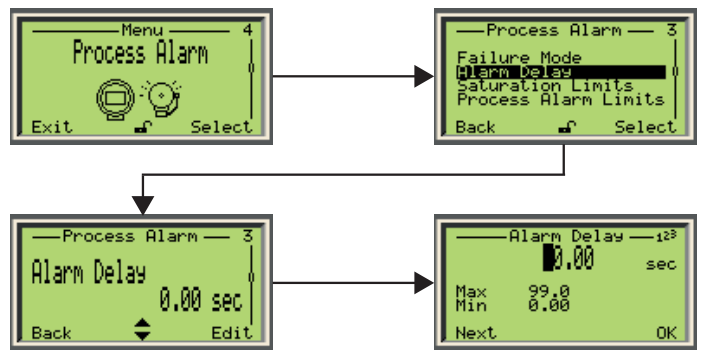 Menu 4
Process Alarm
Exit Select
Process Alarm 3
Failure Mode
Alarm Delay
Saturation Limits
Process Alarm Limits
Back Select
Process Alarm 3
Alarm Delay
0.00 sec
Back Edit
Alarm Delay 123
0.00 sec
Max 99.0
Min 0.00
Next OK